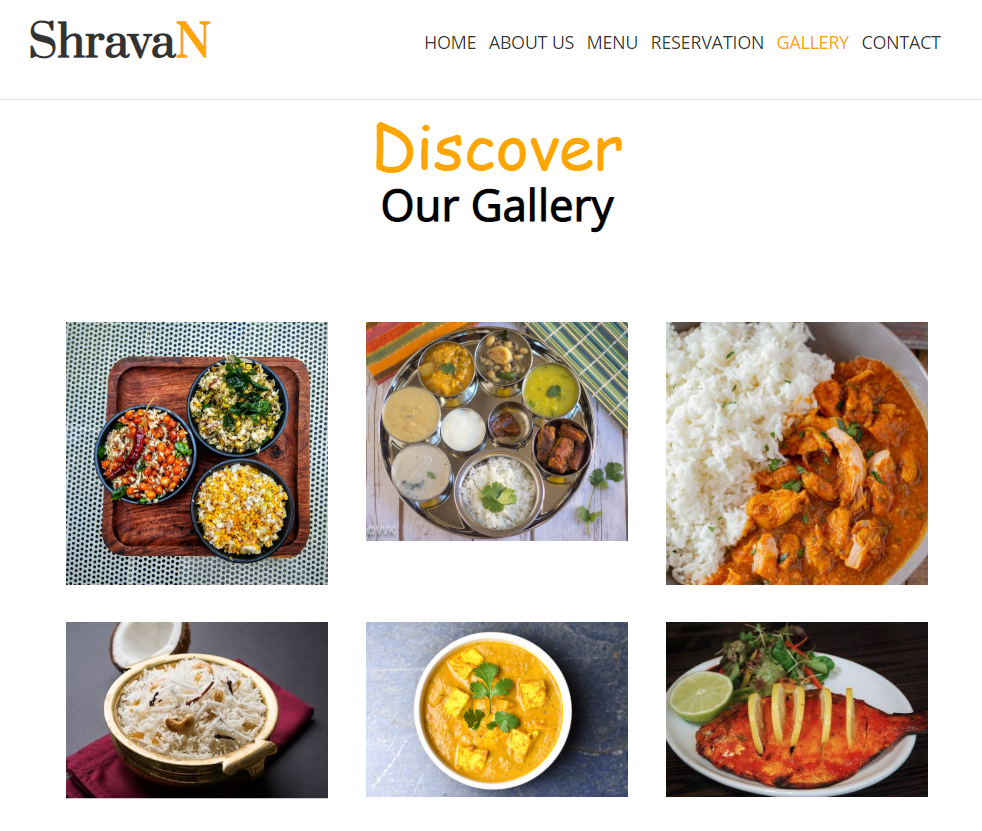 ShravaN
HOME ABOUT US MENU RESERVATION GALLERY CONTACT
Discover
Our Gallery